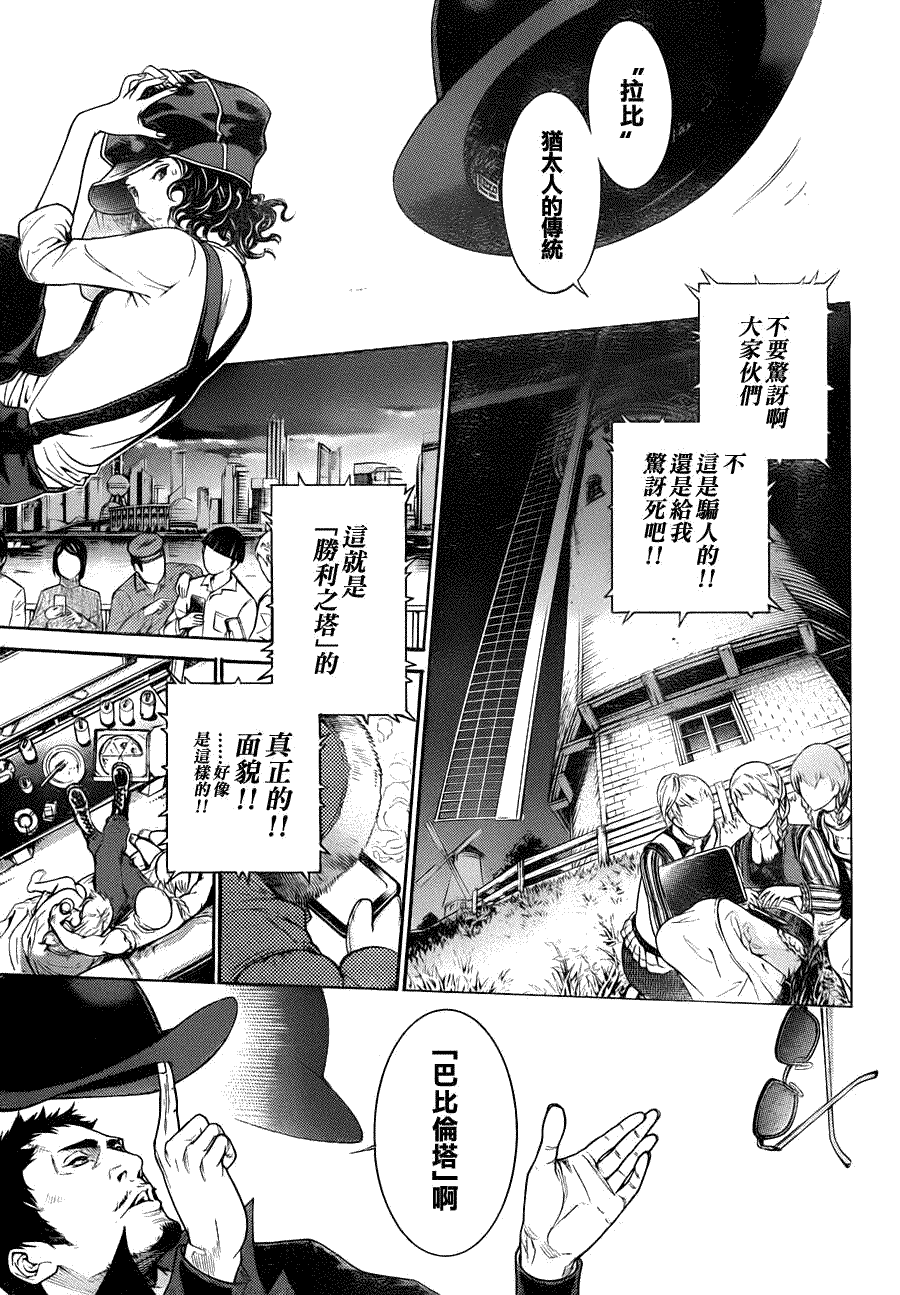 "拉比"
猶太人的傳統
不要驚訝啊
大家伙們
不
這是騙人的!!
還是給我
驚訝死吧!!
這就是
「勝利之塔」的
真正的!!
面貌!!
……好像
是這樣的!!
「巴比倫塔」啊